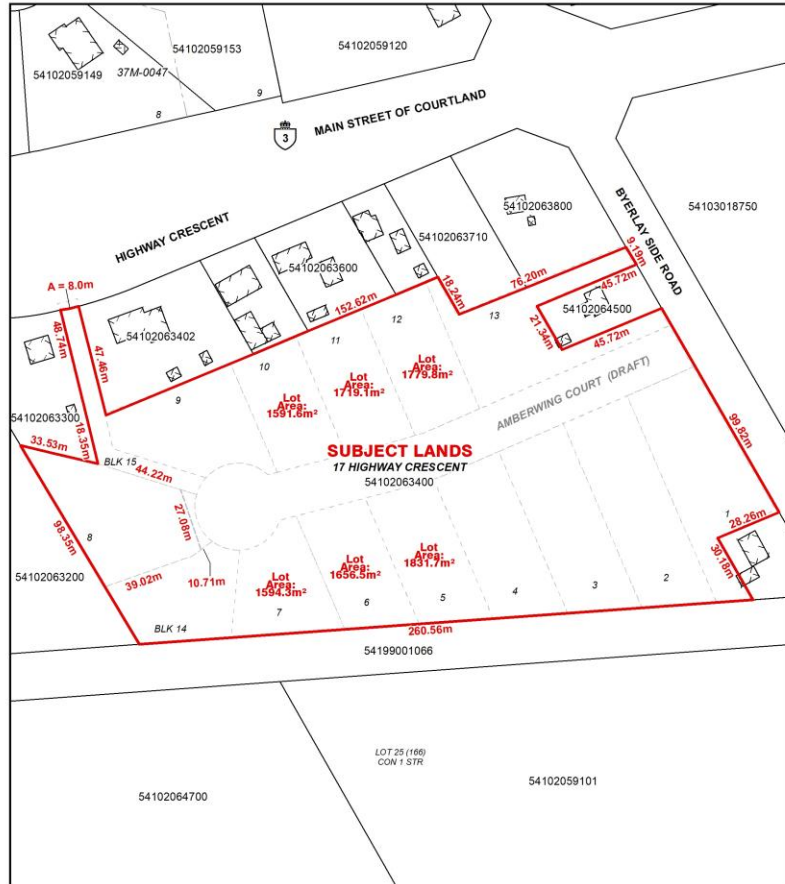 54102059153
54102059120
54102059149
37M-0047
9
8
3
MAIN STREET OF COURTLAND
HIGHWAY CRESCENT
BYERLAY SIDE ROAD
54102063800
54103018750
54102063710
54102063600
9.19m
76.20m
45.72m
18.24m
A = 8.0m
152.62m
54102064500
13
21.34m
45.72m
48.74m
47.46m
54102063402
12
11
10
9
Lot
Area:
1779.8m²
Lot
Area:
1719.1m²
Lot
Area:
1591.6m²
AMBERWING COURT (DRAFT)
54102063300
18.35m
33.53m
BLK 15
44.22m
SUBJECT LANDS
17 HIGHWAY CRESCENT
54102063400
99.82m
27.08m
98.35m
8
1
28.26m
30.18m
54102063200
39.02m
10.71m
Lot
Area:
1594.3m²
Lot
Area:
1656.5m²
Lot
Area:
1831.7m²
7
6
5
4
3
2
BLK 14
260.56m
54199001066
LOT 25 (166)
CON 1 STR
54102064700
54102059101